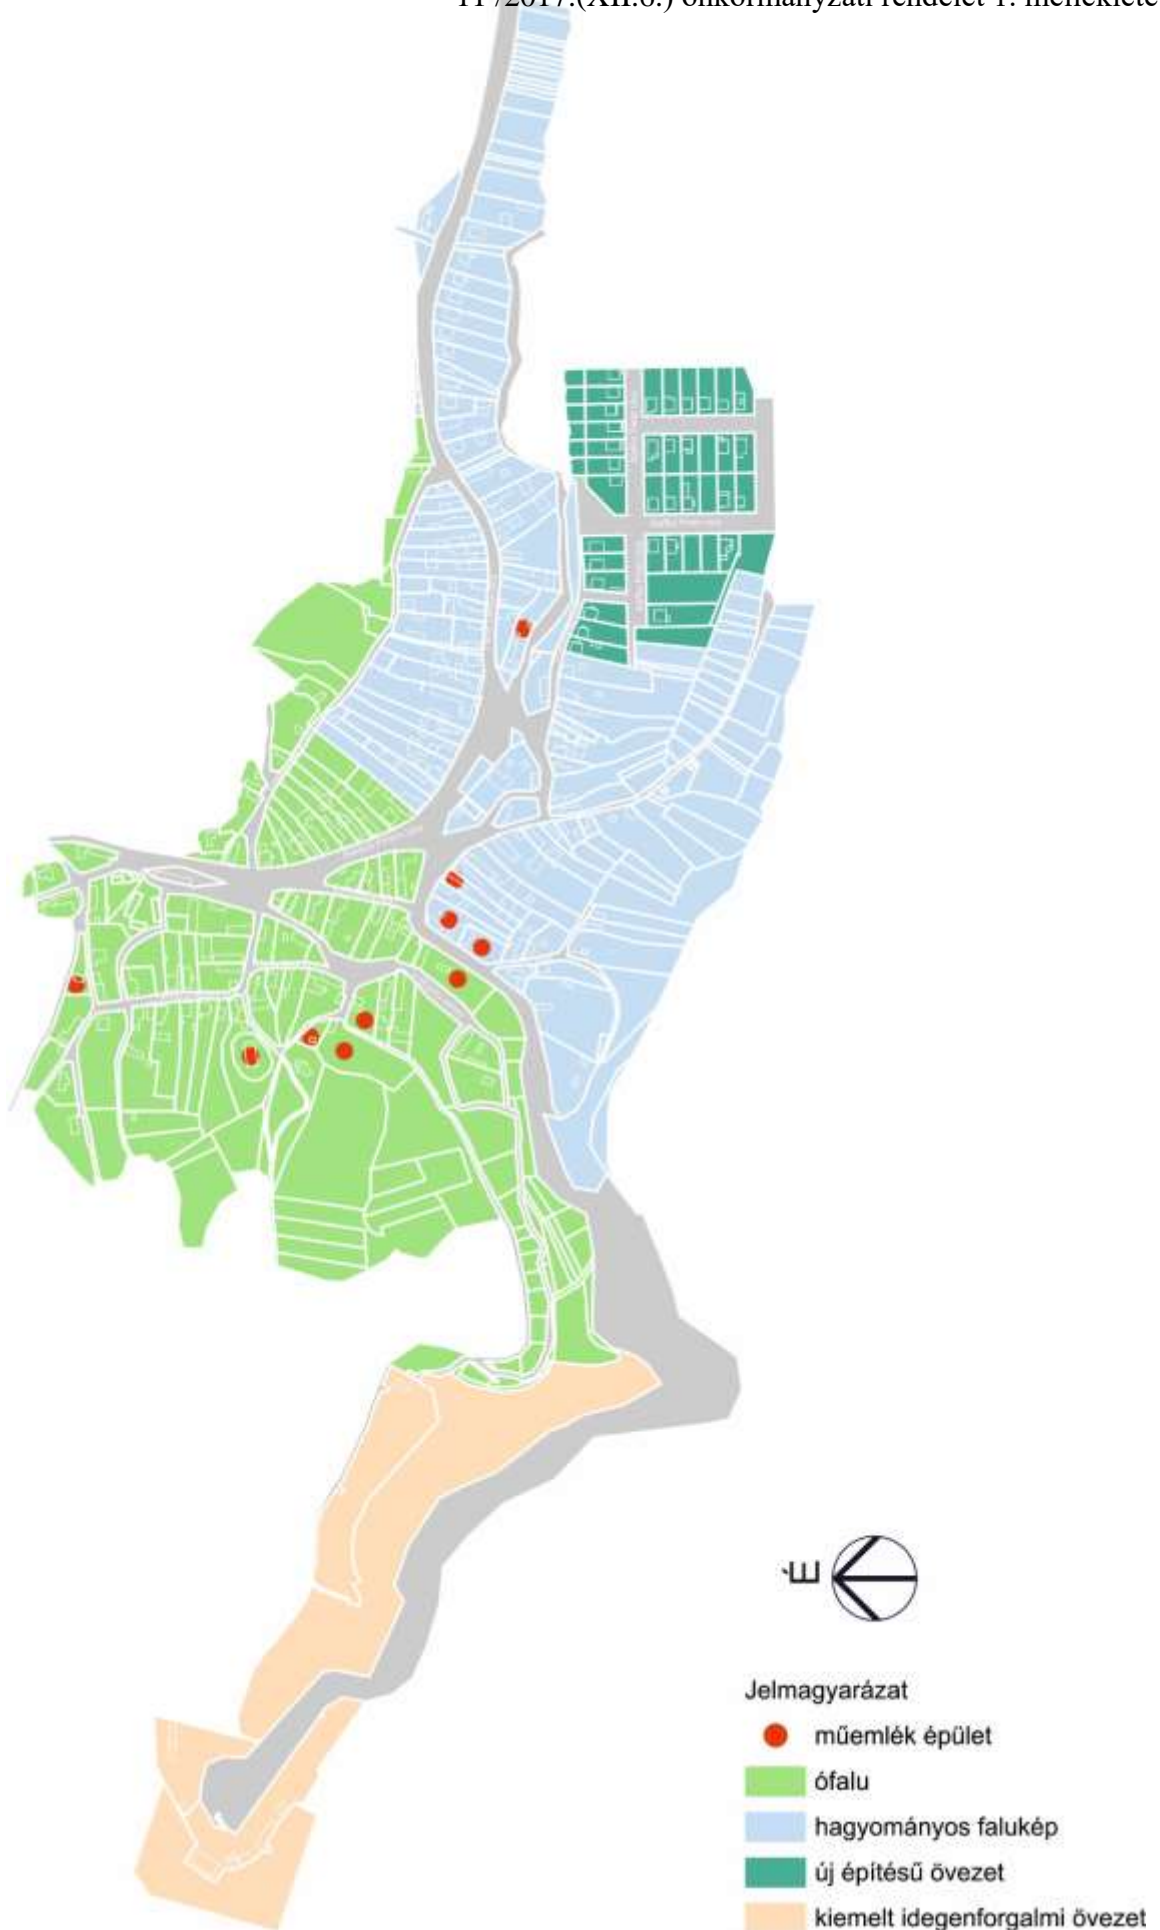 11 /2017.(XII.8.) önkormányzati rendelet 1. melléklete
É
Jelmagyarázat
műemlék épület
ófalu
hagyományos falukép
új építésű övezet
kiemelt idegenforgalmi övezet